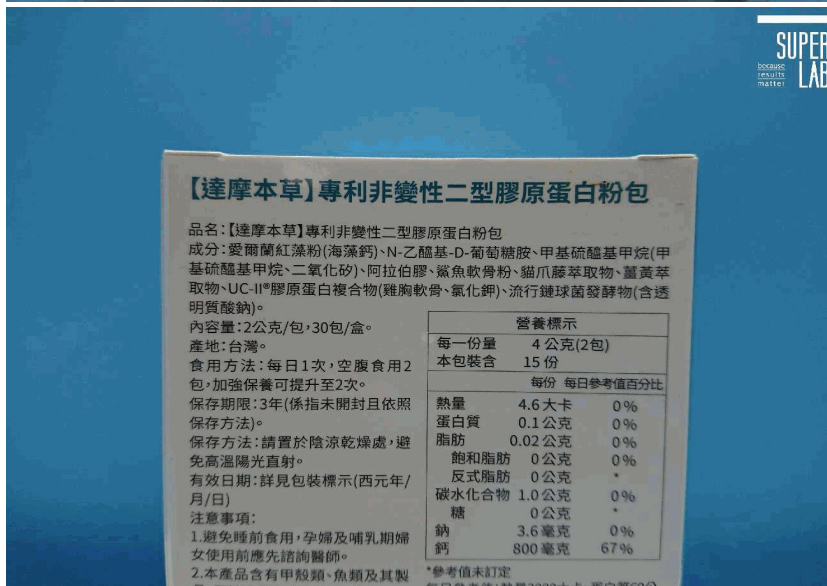 SUPER
LAB
because
results
matter
【達摩本草】專利非變性二型膠原蛋白粉包
品名:【達摩本草】專利非變性二型膠原蛋白粉包
成分:愛爾蘭紅藻粉(海藻鈣)、N-乙醯基-D-葡萄糖胺、甲基硫醯基甲烷(甲
基硫醯基甲烷、二氧化矽)、阿拉伯膠、鯊魚軟骨粉、貓爪藤萃取物、薑黃萃
取物、UC-II®膠原蛋白複合物(雞胸軟骨、氯化鉀)、流行鏈球菌發酵物(含透
明質酸鈉)。
內容量:2公克/包,30包/盒。
產地:台灣。
食用方法:每日1次,空腹食用2
包,加強保養可提升至2次。
保存期限:3年(係指未開封且依照
保存方法)。
保存方法:請置於陰涼乾燥處,避
免高溫陽光直射。
有效日期:詳見包裝標示(西元年/
月/日)
注意事項:
1.避免睡前食用,孕婦及哺乳期婦
女使用前應先諮詢醫師。
2.本產品含有甲殼類、魚類及其製
營養標示
每一份量 4 公克(2包)
本包裝含 15 份
每份 每日參考值百分比
熱量 4.6 大卡 0%
蛋白質 0.1 公克 0%
脂肪 0.02 公克 0%
飽和脂肪 0 公克 0%
反式脂肪 0 公克 *
碳水化合物 1.0 公克 0%
糖 0 公克 *
鈉 3.6 毫克 0%
鈣 800 毫克 67%
*參考值未訂定